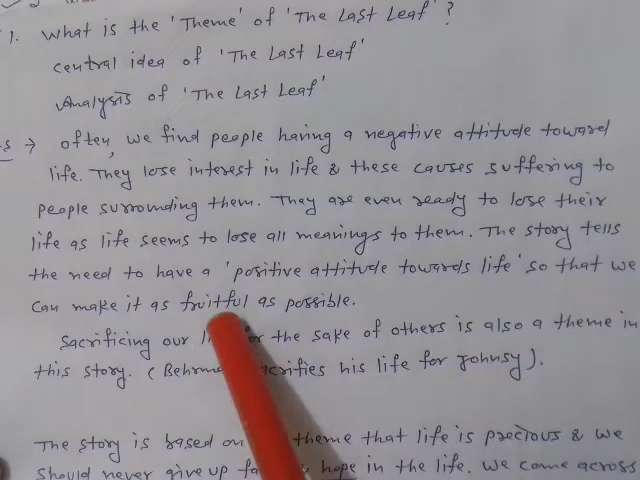 1. What is the 'Theme' of 'The Last Leaf'?
central idea of 'The Last Leaf'
Analysis of 'The Last Leaf'
→ often, we find people having a negative attitude toward
life. They lose interest in life & these causes suffering to
people surrounding them. They are even ready to lose their
life as life seems to lose all meanings to them. The story tells
the need to have a 'positive attitude towards life' so that we
can make it as fruitful as possible.
Sacrificing our the sake of others is also a theme in
this story. ( his life for Johnsy).
The story is based on theme that life is precious & we
should never give up hope in the life. We come across